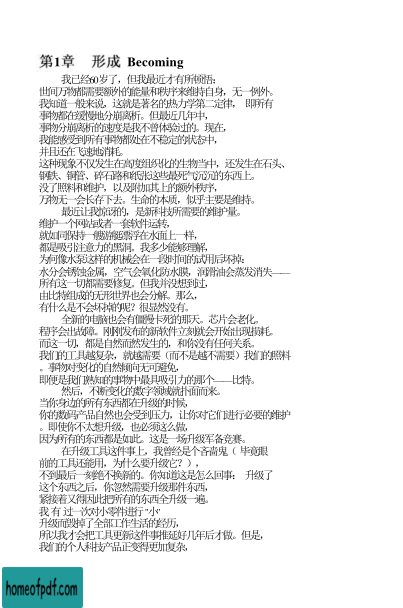 第1章 形成 Becoming
我已经60岁了，但我最近才有所顿悟：
世间万物都需要额外的能量和秩序来维持自身，无一例外。
我知道一般来说，这就是著名的热力学第二定律， 即所有
事物都在缓慢地分崩离析。但最近几年中，
事物分崩离析的速度是我不曾体验过的。现在，
我能感受到所有事物都处在不稳定的状态中，
并且还在飞速地消耗。
这种现象不仅发生在高度组织化的生物当中，还发生在石头、
钢铁、铜管、碎石路和纸张这些最死气沉沉的东西上。
没了照料和维护，以及附加其上的额外秩序，
万物无一会长存下去。生命的本质，似乎主要是维持。
最近让我惊讶的，是新科技所需要的维护量。
维护一个网站或者一套软件运转，
就如同保持一艘游艇漂浮在水面上一样，
都是吸引注意力的黑洞。我多少能够理解，
为何像水泵这样的机械会在一段时间的试用后坏掉：
水分会锈蚀金属，空气会氧化防水膜，润滑油会蒸发消失——
所有这一切都需要修复。但我并没想到过，
由比特组成的无形世界也会分解。那么，
有什么是不会坏掉的呢？很显然没有。
全新的电脑也会有僵慢卡死的那天。芯片会老化。
程序会出故障。刚刚发布的新软件立刻就会开始出现损耗。
而这一切，都是自然而然发生的，和你没有任何关系。
我们的工具越复杂，就越需要（而不是越不需要）我们的照料
。事物对变化的自然倾向无可避免，
即便是我们熟知的事物中最具吸引力的那个——比特。
然后，不断变化的数字领域就扑面而来。
当你身边的所有东西都在升级的时候，
你的数码产品自然也会受到压力，让你对它们进行必要的维护
。即使你不太想升级，也必须这么做，
因为所有的东西都是如此。这是一场升级军备竞赛。
在升级工具这件事上，我曾经是个吝啬鬼（ 毕竟眼
前的工具还能用，为什么要升级它？），
不到最后一刻绝不换新的。你知道这是怎么回事： 升级了
这个东西之后，你忽然需要升级那件东西，
紧接着又得因此把所有的东西全升级一遍。
我 有 过一次对小零件进行 "小"
升级而毁掉了全部工作生活的经历，
所以我才会把工具更新这件事推延好几年后才做。但是，
我们的个人科技产品正变得更加复杂，
homeofpdf.com